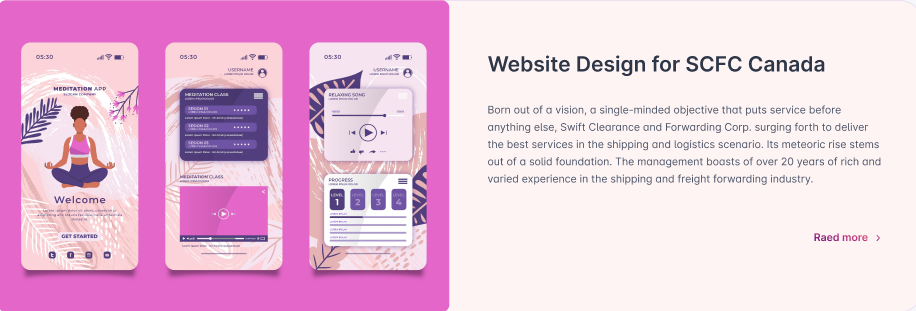 05:30
MEDITATION APP
Welcome
GET STARTED
05:30
USERNAME
MEDITATION CLASS
SESION 01
SESION 02
SESION 03
MEDITATION CLASS
05:30
USERNAME
RELAXING SONG
PROGRESS
LEVEL LEVEL LEVEL LEVEL
1 2 3 4
Website Design for SCFC Canada
Born out of a vision, a single-minded objective that puts service before
anything else, Swift Clearance and Forwarding Corp. surging forth to deliver
the best services in the shipping and logistics scenario. Its meteoric rise stems
out of a solid foundation. The management boasts of over 20 years of rich and
varied experience in the shipping and freight forwarding industry.
Raed more